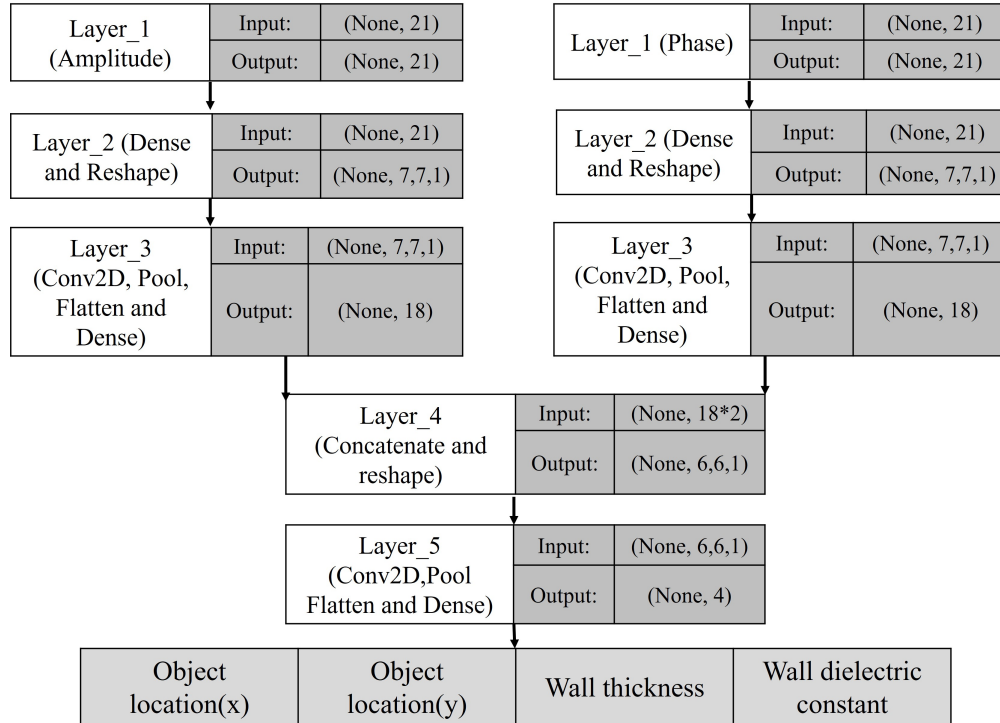 Layer_1
(Amplitude)
Input:
(None, 21)
Output:
(None, 21)
Layer_1 (Phase)
Input:
(None, 21)
Output:
(None, 21)
Layer_2 (Dense
and Reshape)
Input:
(None, 21)
Output:
(None, 7,7,1)
Layer_2 (Dense
and Reshape)
Input:
(None, 21)
Output:
(None, 7,7,1)
Layer_3
(Conv2D, Pool,
Flatten and
Dense)
Input:
(None, 7,7,1)
Output:
(None, 18)
Layer_3
(Conv2D, Pool,
Flatten and
Dense)
Input:
(None, 7,7,1)
Output:
(None, 18)
Layer_4
(Concatenate and
reshape)
Input:
(None, 18*2)
Output:
(None, 6,6,1)
Layer_5
(Conv2D,Pool
Flatten and Dense)
Input:
(None, 6,6,1)
Output:
(None, 4)
Object
location(x)
Object
location(y)
Wall thickness
Wall dielectric
constant